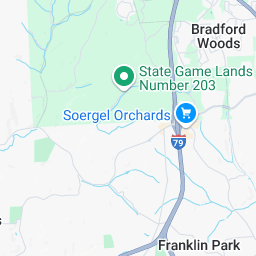 Bradford
Woods
State Game Lands
Number 203
Soergel Orchards
79
Franklin Park
s